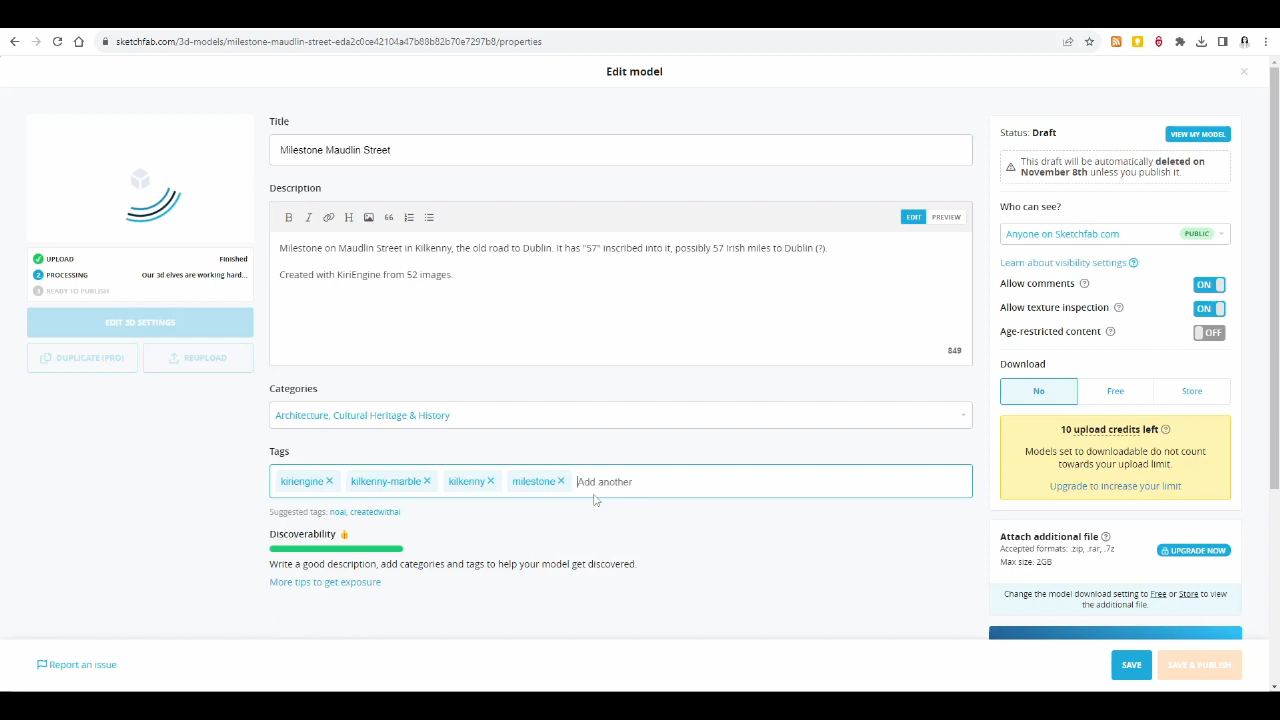 sketchfab.com/3d-models/milestone-maudlin-street-eda2c0ce42104a47b88b82b70e7297b8/properties
Edit model
Title
Milestone Maudlin Street
Description
EDIT PREVIEW
Milestone on Maudlin Street in Kilkenny, the old road to Dublin. It has "57" inscribed into it, possibly 57 Irish miles to Dublin (?).
Created with KiriEngine from 52 images.
849
UPLOAD Finished
2 PROCESSING Our 3d elves are working hard...
3 READY TO PUBLISH
EDIT 3D SETTINGS
DUPLICATE (PRO) REUPLOAD
Categories
Architecture, Cultural Heritage & History
Tags
kiriengine kilkenny-marble kilkenny milestone Add another
Suggested tags: noai, createdwithai
Discoverability
Write a good description, add categories and tags to help your model get discovered.
More tips to get exposure
Status: Draft VIEW MY MODEL
This draft will be automatically deleted on
November 8th unless you publish it.
Who can see?
Anyone on Sketchfab.com PUBLIC
Learn about visibility settings
Allow comments ON
Allow texture inspection ON
Age-restricted content OFF
Download
No Free Store
10 upload credits left
Models set to downloadable do not count
towards your upload limit.
Upgrade to increase your limit
Attach additional file
Accepted formats: .zip, .rar, .7z
Max size: 2GB
UPGRADE NOW
Change the model download setting to Free or Store to view
the additional file.
Report an issue
SAVE SAVE & PUBLISH